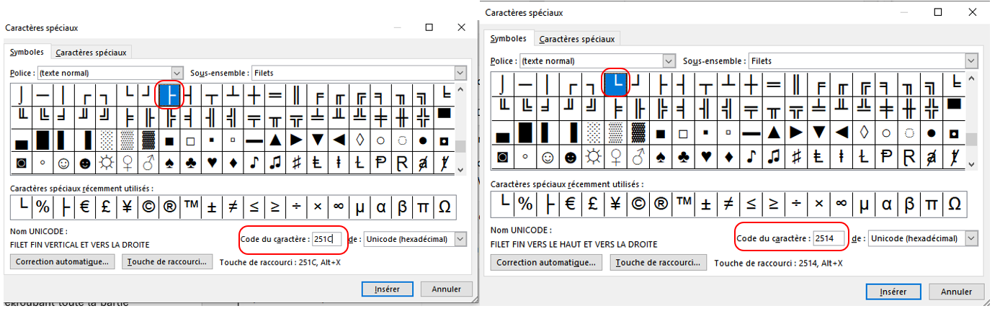 Caractères spéciaux
Symboles
Caractères spéciaux
Police : (texte normal) Sous-ensemble : Filets
⌡ ─ │ ┌ ┐ └ ┘ ├ ┤ ┬ ┴ ┼ ═ ║ ╒ ╓ ╔ ╕ ╖ ╗ ╘
╙ ╚ ╛ ╜ ╝ ╞ ╟ ╠ ╡ ╢ ╣ ╤ ╥ ╦ ╧ ╨ ╩ ╪ ╫ ╬ ▀
▄ █ ▌ ▐ ░ ▒ ▓ ■ □ ▪ ▫ ▬ ▲ ► ▼ ◄ ◊ ○ ◌ ● ◘
◙ ◦ ☺ ☻ ☼ ♀ ♂ ♠ ♣ ♥ ♦ ♪ ♫ ♯ Ⱡ ⱡ Ɫ Ᵽ Ɽ ⱥ ⱦ
Caractères spéciaux récemment utilisés :
└ % ├ € £ ¥ © ® ™ ± ≠ ≤ ≥ ÷ × ∞ µ α β π Ω
Nom UNICODE :
Code du caractère : 251C de : Unicode (hexadécimal)
FILET FIN VERTICAL ET VERS LA DROITE
Correction automatique... Touche de raccourci... Touche de raccourci : 251C, Alt+X
Insérer Annuler
Caractères spéciaux
Symboles
Caractères spéciaux
Police : (texte normal) Sous-ensemble : Filets
⌡ ─ │ ┌ ┐ └ ┘ ├ ┤ ┬ ┴ ┼ ═ ║ ╒ ╓ ╔ ╕ ╖ ╗ ╘
╙ ╚ ╛ ╜ ╝ ╞ ╟ ╠ ╡ ╢ ╣ ╤ ╥ ╦ ╧ ╨ ╩ ╪ ╫ ╬ ▀
▄ █ ▌ ▐ ░ ▒ ▓ ■ □ ▪ ▫ ▬ ▲ ► ▼ ◄ ◊ ○ ◌ ● ◘
◙ ◦ ☺ ☻ ☼ ♀ ♂ ♠ ♣ ♥ ♦ ♪ ♫ ♯ Ⱡ ⱡ Ɫ Ᵽ Ɽ ⱥ ⱦ
Caractères spéciaux récemment utilisés :
└ % ├ € £ ¥ © ® ™ ± ≠ ≤ ≥ ÷ × ∞ µ α β π Ω
Nom UNICODE :
Code du caractère : 2514 de : Unicode (hexadécimal)
FILET FIN VERS LE HAUT ET VERS LA DROITE
Correction automatique... Touche de raccourci... Touche de raccourci : 2514, Alt+X
Insérer Annuler